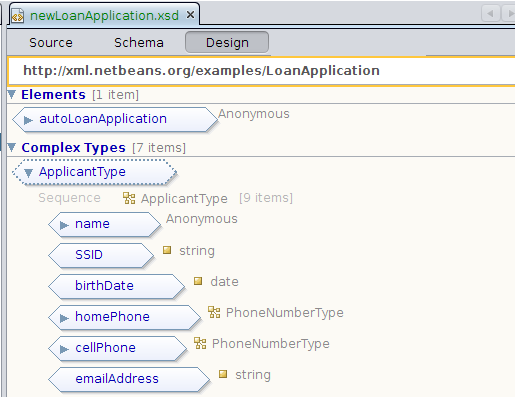 newLoanApplication.xsd
Source Schema Design
http://xml.netbeans.org/examples/LoanApplication
Elements [1 item]
autoLoanApplication Anonymous
Complex Types [7 items]
ApplicantType
Sequence ApplicantType [9 items]
name Anonymous
SSID string
birthDate date
homePhone PhoneNumberType
cellPhone PhoneNumberType
emailAddress string